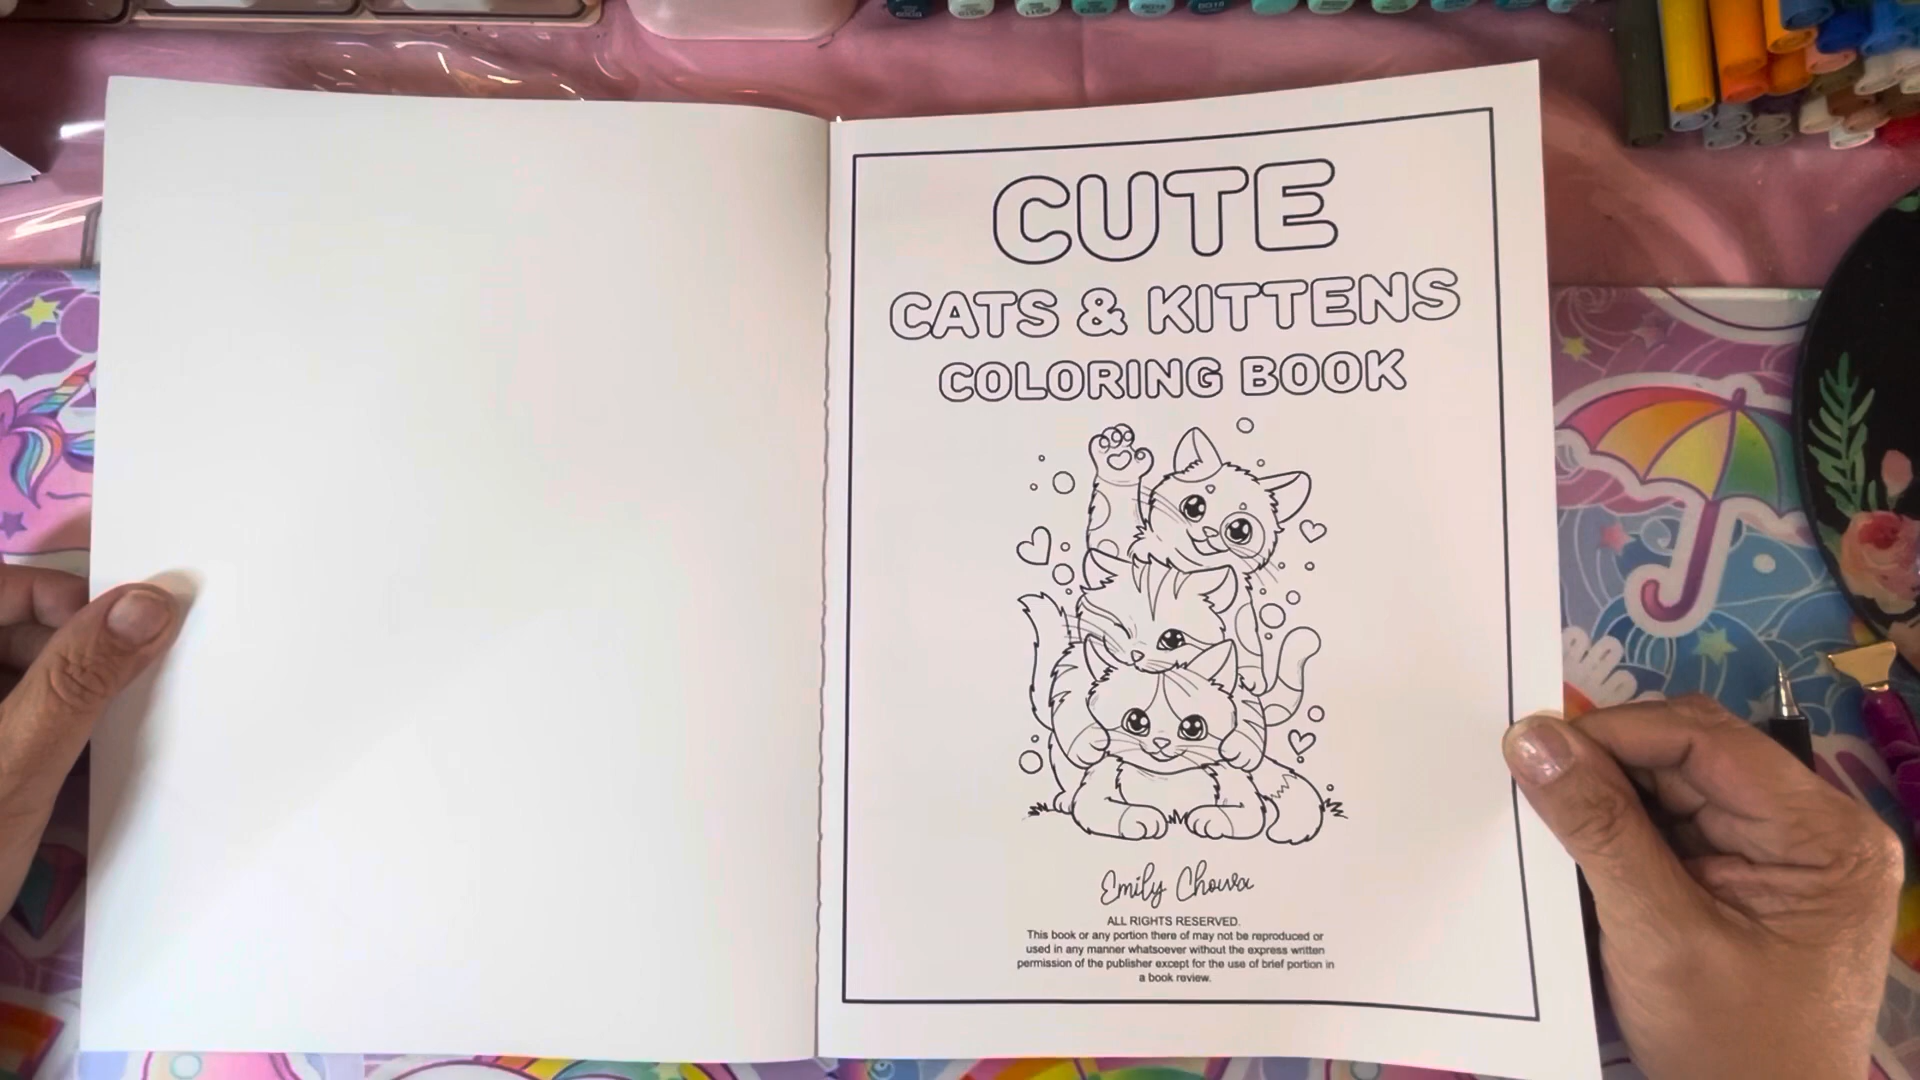 CUTE
CATS & KITTENS
COLORING BOOK
Emily Chowa
ALL RIGHTS RESERVED.
This book or any portion there of may not be reproduced or
used in any manner whatsoever without the express written
permission of the publisher except for the use of brief portion in
a book review.